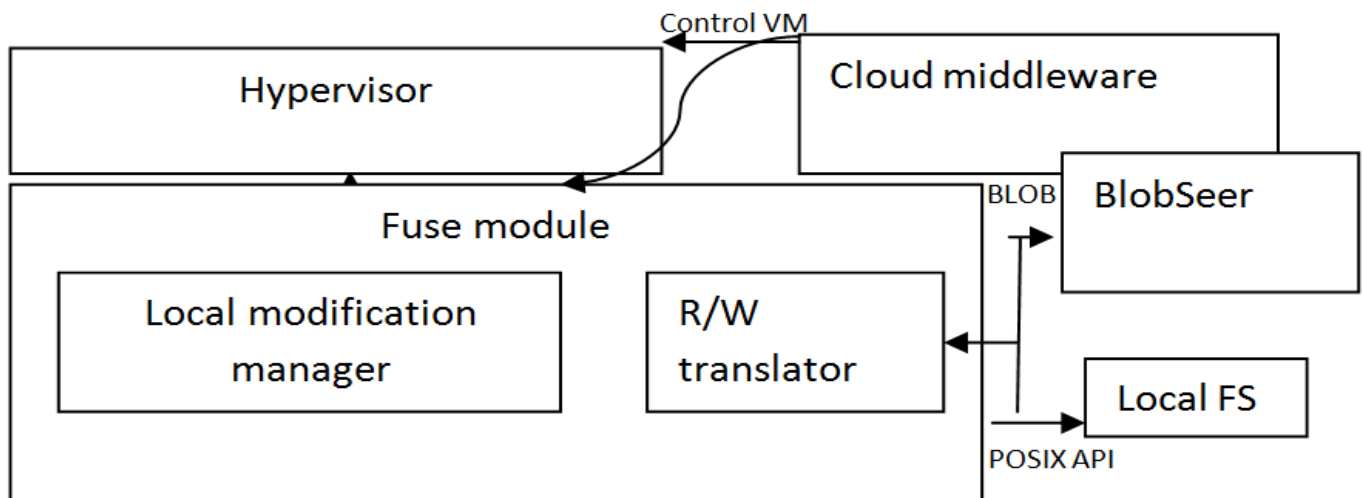 Control VM
Hypervisor
Cloud middleware
BLOB
BlobSeer
Fuse module
Local modification
manager
R/W
translator
Local FS
POSIX API